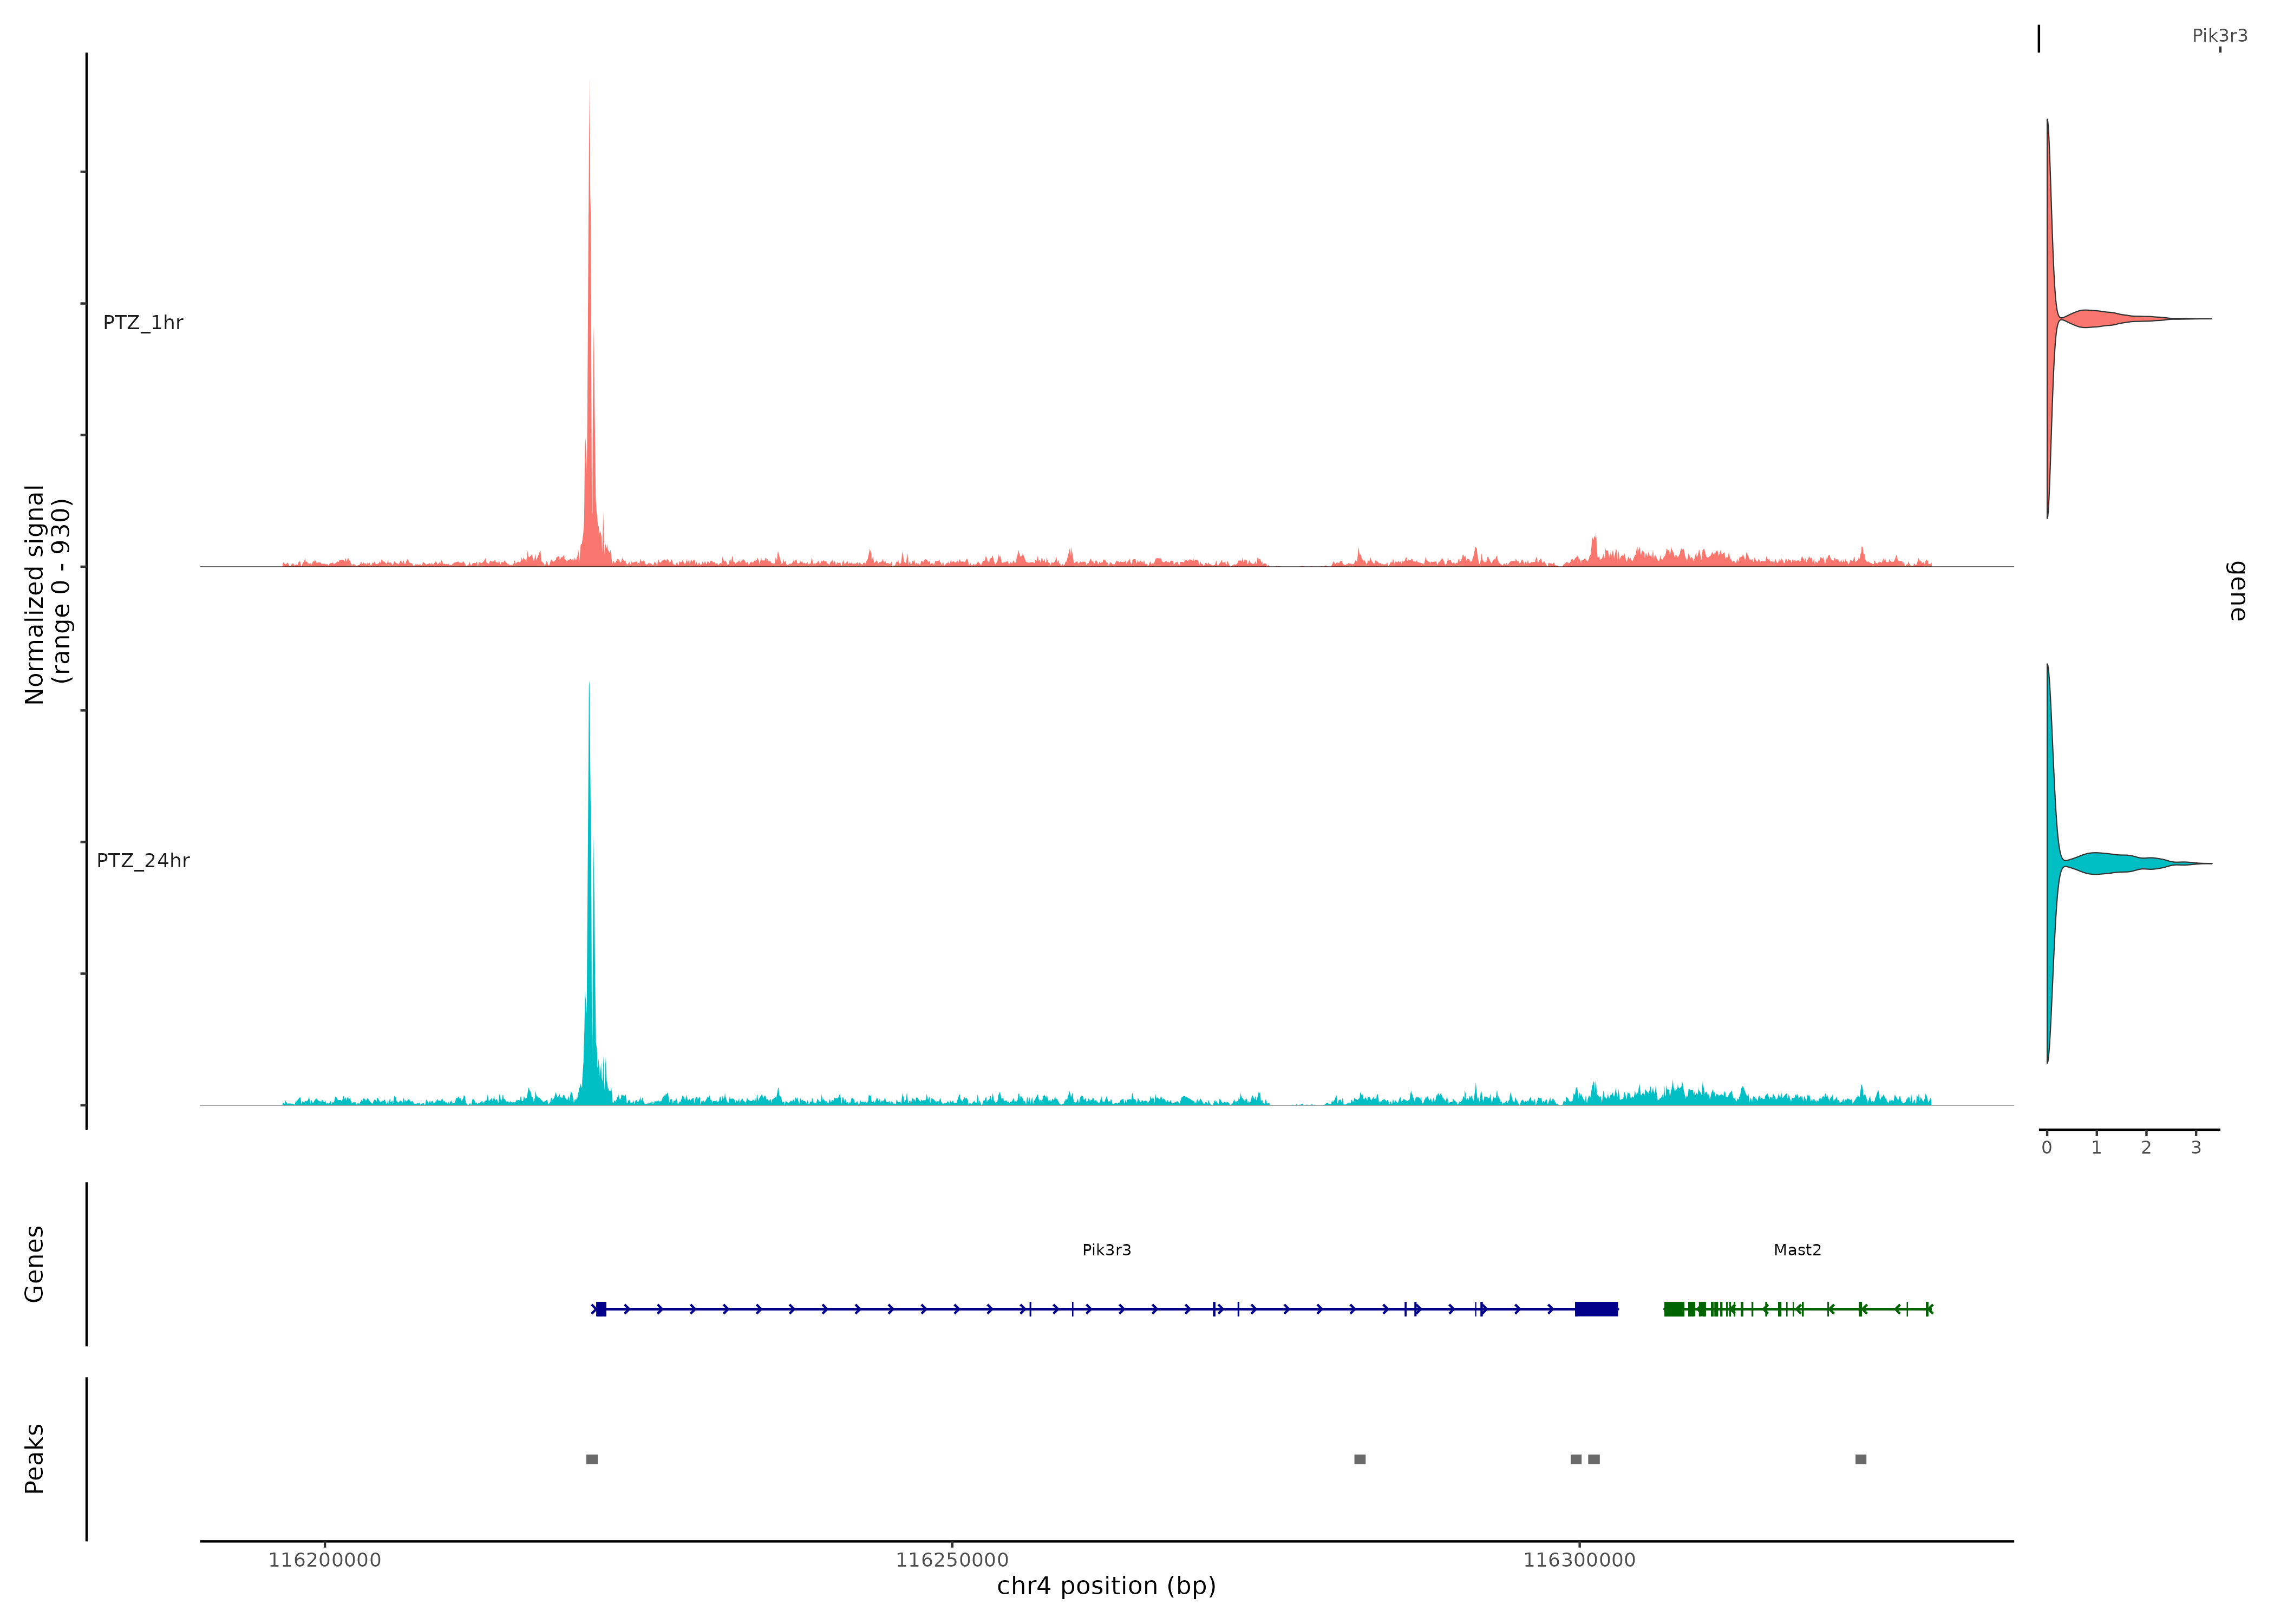 Pik3r3
PTZ_1hr
Normalized signal
(range 0 - 930)
gene
PTZ_24hr
0 1 2 3
Genes
Pik3r3 Mast2
Peaks
116200000 116250000 116300000
chr4 position (bp)